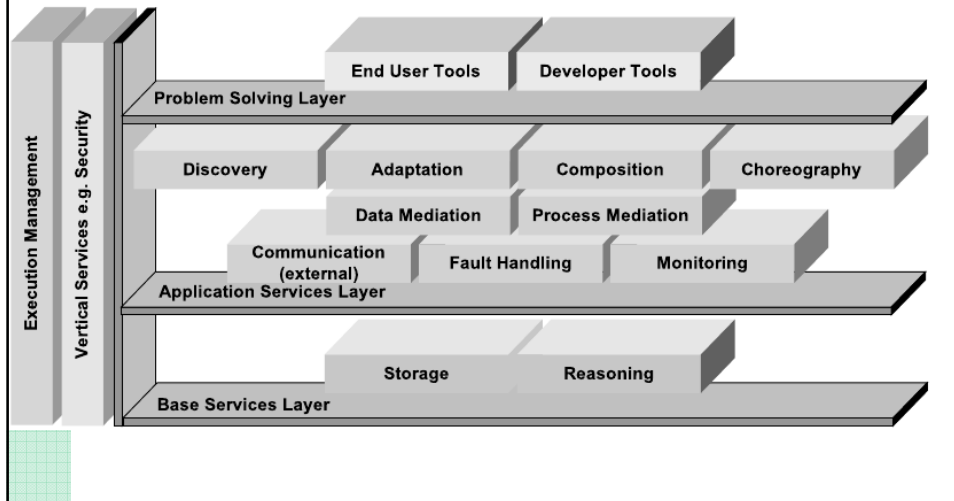 Execution Management
Vertical Services e.g. Security
End User Tools
Developer Tools
Problem Solving Layer
Discovery
Adaptation
Composition
Choreography
Data Mediation
Process Mediation
Communication
(external)
Fault Handling
Monitoring
Application Services Layer
Storage
Reasoning
Base Services Layer